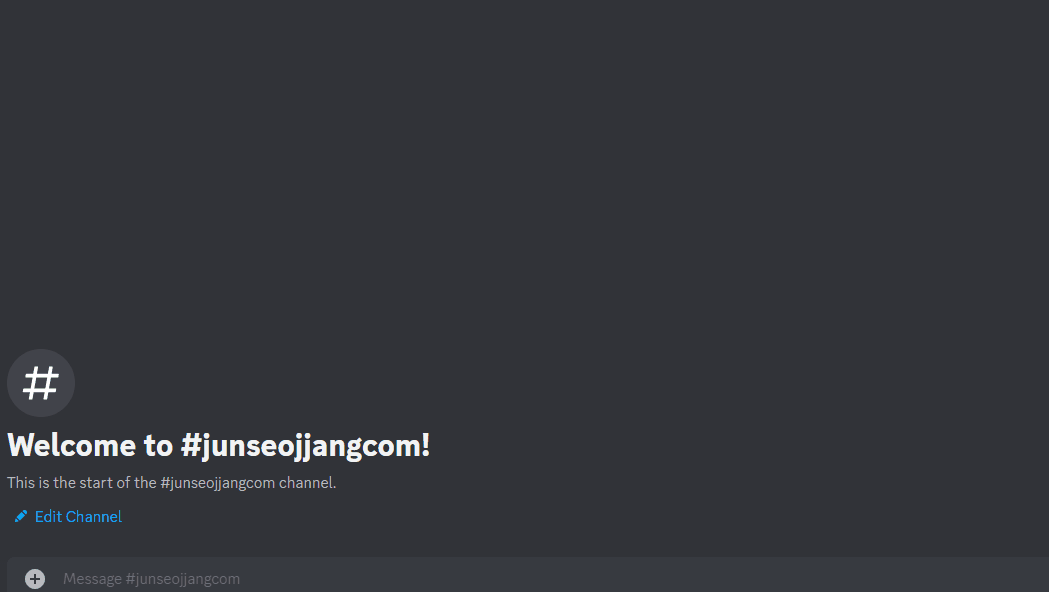 #
Welcome to #junseojjangcom!
This is the start of the #junseojjangcom channel.
Edit Channel
Message #junseojjangcom